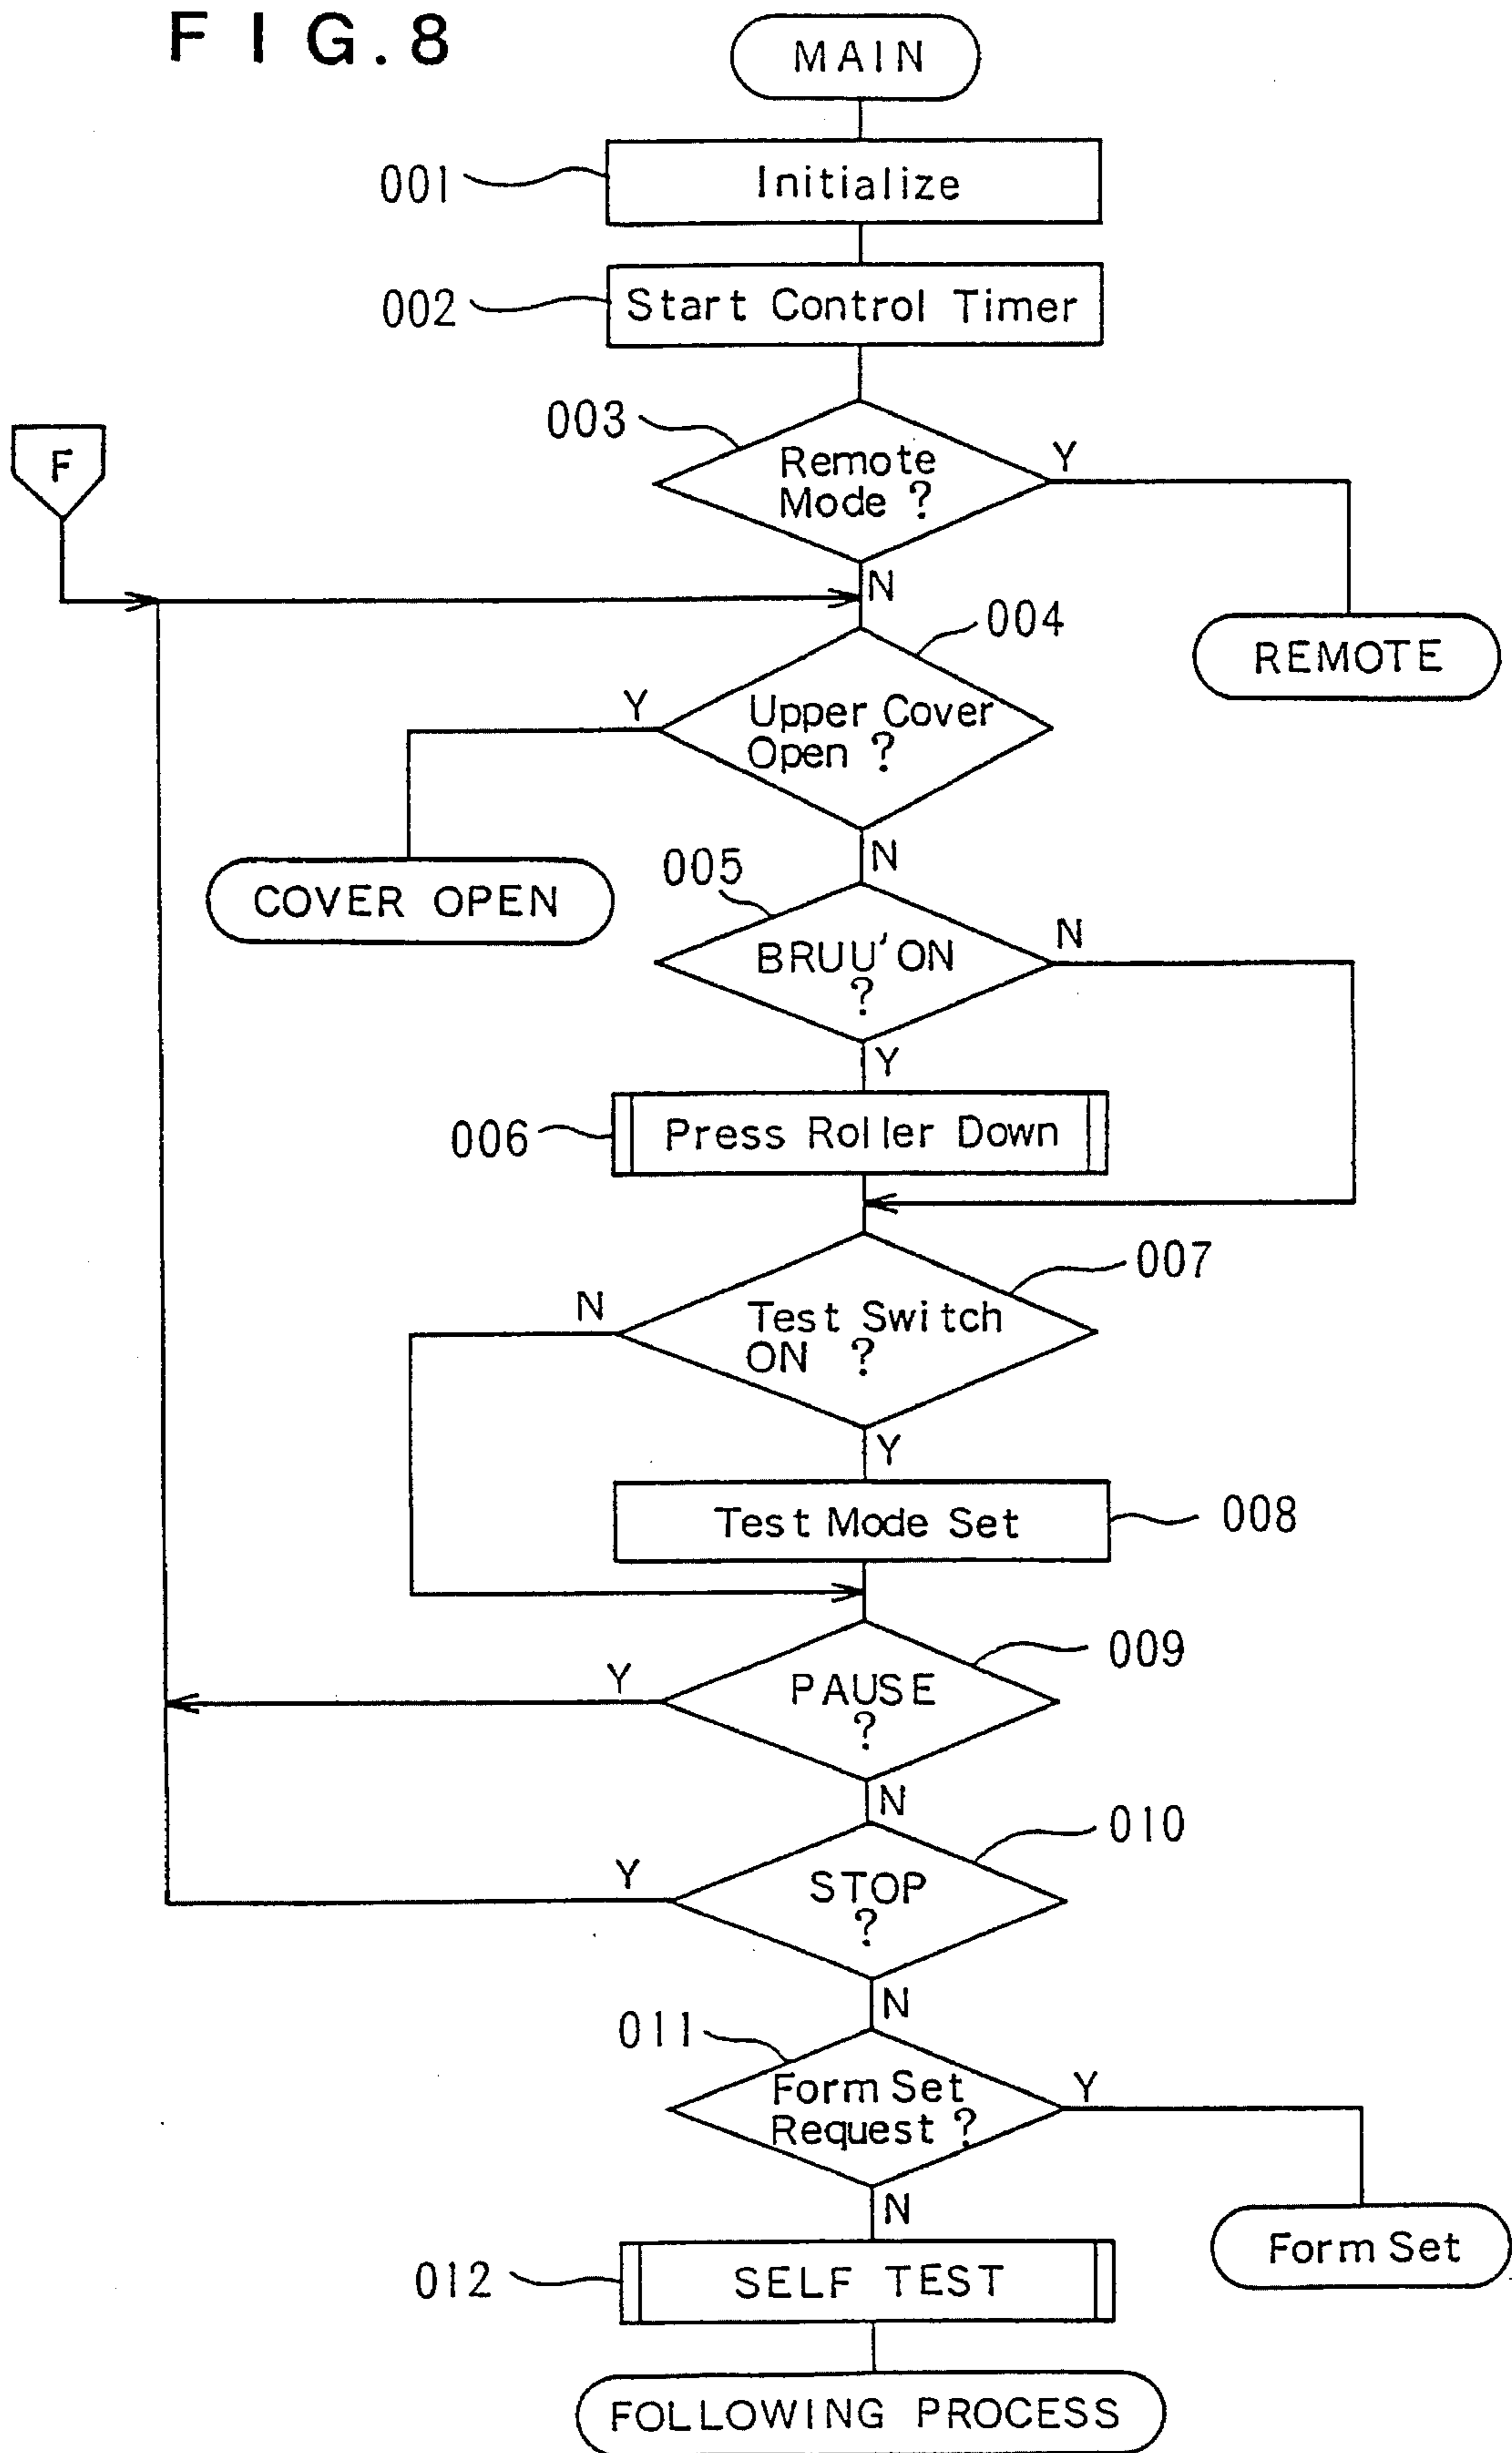 FIG.8
MAIN
001
Initialize
002
Start Control Timer
003
Remote
Mode ?
Y
F
N
REMOTE
004
Upper Cover
Open ?
Y
COVER OPEN
N
005
BRUU'ON
?
N
Y
006
Press Roller Down
007
Test Switch
ON ?
N
Y
Test Mode Set
008
009
PAUSE
?
Y
N
010
STOP
?
Y
N
011
Form Set
Request ?
Y
N
Form Set
012
SELF TEST
FOLLOWING PROCESS